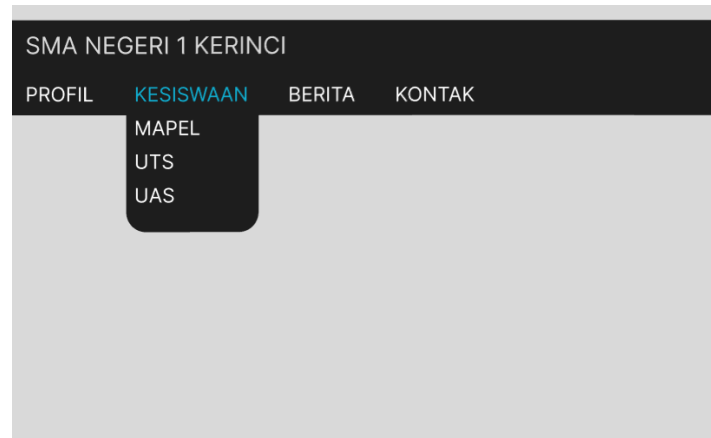 SMA NEGERI 1 KERINCI
PROFIL KESISWAAN BERITA KONTAK
MAPEL
UTS
UAS